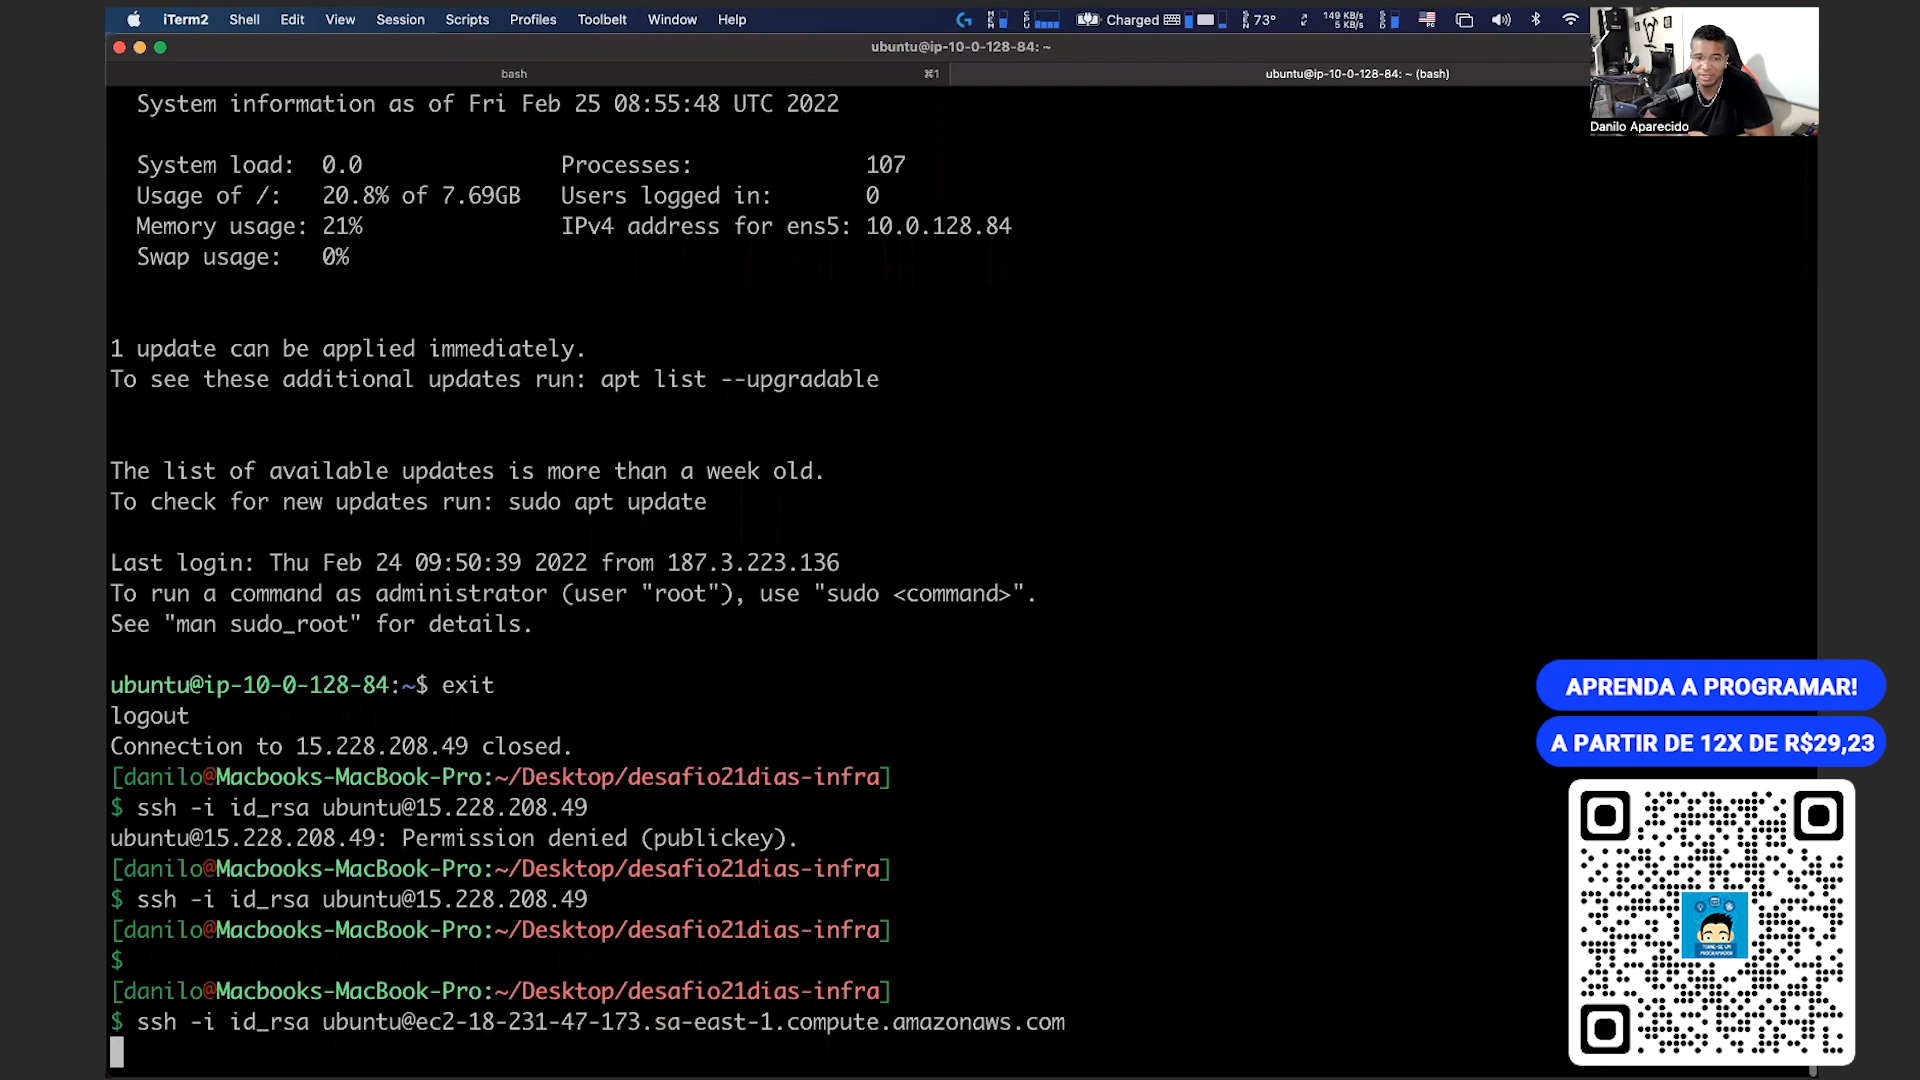 iTerm2 Shell Edit View Session Scripts Profiles Toolbelt Window Help
Charged 73° 149 KB/s 5 KB/s
ubuntu@ip-10-0-128-84: ~
bash ⌘1 ubuntu@ip-10-0-128-84: ~ (bash)
Danilo Aparecido
System information as of Fri Feb 25 08:55:48 UTC 2022
System load: 0.0 Processes: 107
Usage of /: 20.8% of 7.69GB Users logged in: 0
Memory usage: 21% IPv4 address for ens5: 10.0.128.84
Swap usage: 0%
1 update can be applied immediately.
To see these additional updates run: apt list --upgradable
The list of available updates is more than a week old.
To check for new updates run: sudo apt update
Last login: Thu Feb 24 09:50:39 2022 from 187.3.223.136
To run a command as administrator (user "root"), use "sudo <command>".
See "man sudo_root" for details.
ubuntu@ip-10-0-128-84:~$ exit
logout
Connection to 15.228.208.49 closed.
[danilo@Macbooks-MacBook-Pro:~/Desktop/desafio21dias-infra]
$ ssh -i id_rsa ubuntu@15.228.208.49
ubuntu@15.228.208.49: Permission denied (publickey).
[danilo@Macbooks-MacBook-Pro:~/Desktop/desafio21dias-infra]
$ ssh -i id_rsa ubuntu@15.228.208.49
[danilo@Macbooks-MacBook-Pro:~/Desktop/desafio21dias-infra]
$
[danilo@Macbooks-MacBook-Pro:~/Desktop/desafio21dias-infra]
$ ssh -i id_rsa ubuntu@ec2-18-231-47-173.sa-east-1.compute.amazonaws.com
APRENDA A PROGRAMAR!
A PARTIR DE 12X DE R$29,23